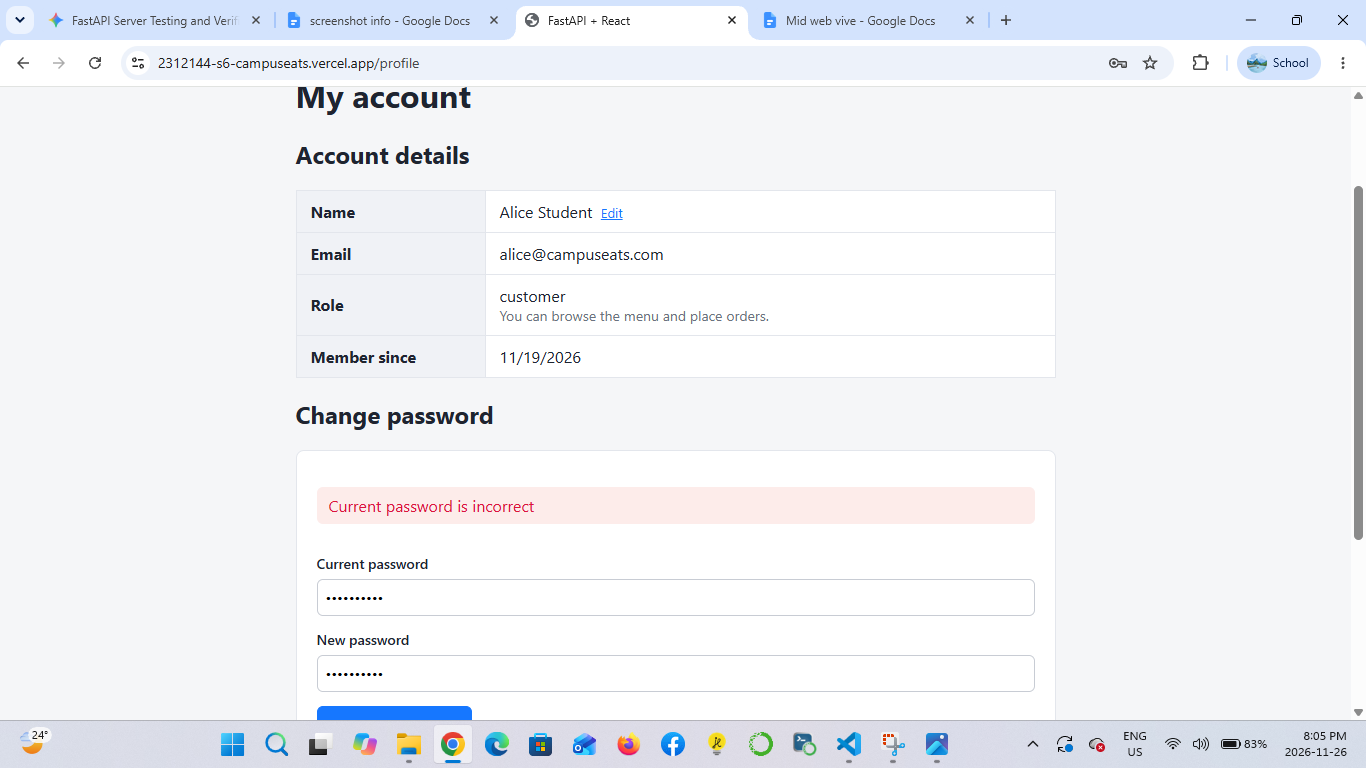 FastAPI Server Testing and Verif
screenshot info - Google Docs
FastAPI + React
Mid web vive - Google Docs
2312144-s6-campuseats.vercel.app/profile
School
My account
Account details
Name
Alice Student Edit
Email
alice@campuseats.com
Role
customer
You can browse the menu and place orders.
Member since
11/19/2026
Change password
Current password is incorrect
Current password
••••••••••
New password
••••••••••
24°
ENG
US
83%
8:05 PM
2026-11-26